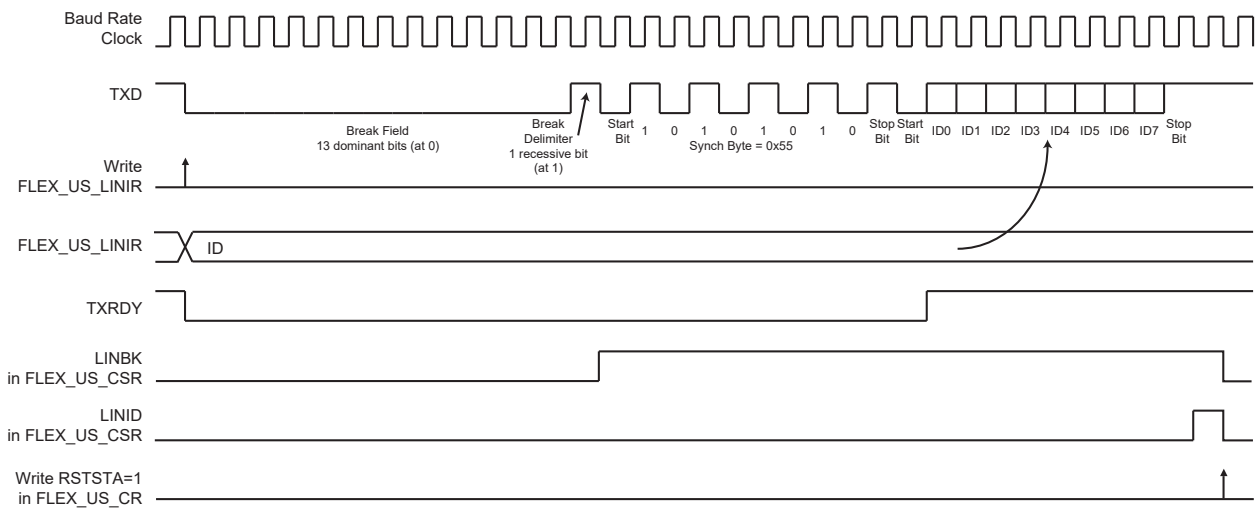 Baud Rate
Clock
TXD
Break Field
13 dominant bits (at 0)
Break
Delimiter
1 recessive bit
(at 1)
Start
Bit
1 0 1 0 1 0 1 0
Synch Byte = 0x55
Stop
Bit
Start
Bit
ID0 ID1 ID2 ID3 ID4 ID5 ID6 ID7
Stop
Bit
Write
FLEX_US_LINIR
FLEX_US_LINIR
ID
TXRDY
LINBK
in FLEX_US_CSR
LINID
in FLEX_US_CSR
Write RSTSTA=1
in FLEX_US_CR